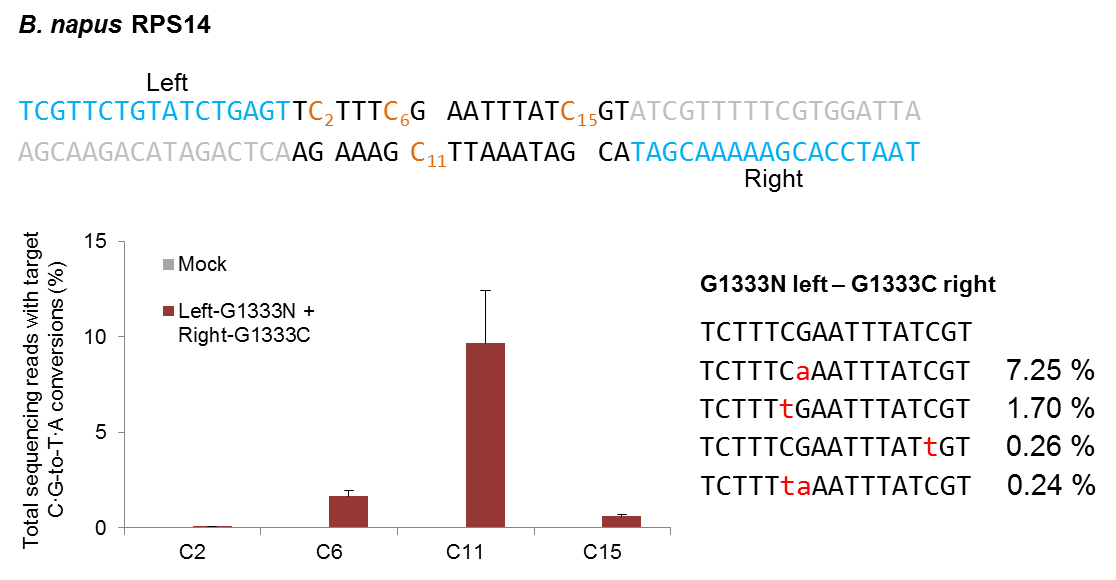 B. napus RPS14
Left
TCGTTCTGTATCTGAGTTC2TTTC6G AATTTATC15GTATCGTTTTTCGTGGATTA
AGCAAGACATAGACTCAAAG AAAG C11TTAAATAG CATAGCAAAAAGCACCTAAT
Right
Total sequencing reads with target
C·G-to-T·A conversions (%)
15
10
5
0
Mock
Left-G1333N +
Right-G1333C
C2
C6
C11
C15
G1333N left – G1333C right
TCTTTCGAATTTATCGT
TCTTTCaAATTTATCGT 7.25 %
TCTTTtGAATTTATCGT 1.70 %
TCTTTCGAATTTATtGT 0.26 %
TCTTTtaAATTTATCGT 0.24 %